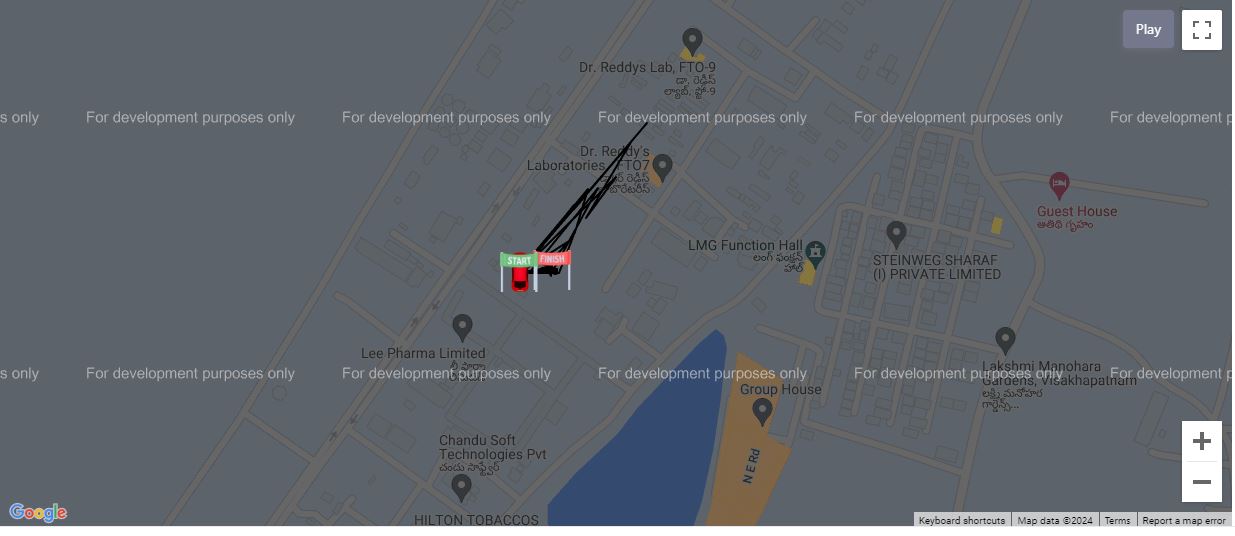 Play
Dr. Reddys Lab, FTO-9
డా. రెడ్డీస్
ల్యాబ్, ఫ్టో-9
s only
For development purposes only
For development purposes only
For development purposes only
For development purposes only
For development p
Dr. Reddy's
Laboratories
FTO7
రెడ్డీస్
Guest House
అతిథి గృహం
LMG Function Hall
లంగ్ ఫంక్షన్
హాల్
STEINWEG SHARAF
(I) PRIVATE LIMITED
START
FINISH
Lee Pharma Limited
లీ ఫార్మా
s only
For development purposes only
For development purposes only
For development purposes only
For development purposes only
For development p
Lakshmi Manohara
Gardens, Visakhapatnam
లక్ష్మి మనోహర
గార్డెన్స్...
Group House
N E Rd
Chandu Soft
Technologies Pvt
చందు సాఫ్ట్వేర్
HILTON TOBACCOS
Google
Keyboard shortcuts
Map data ©2024
Terms
Report a map error